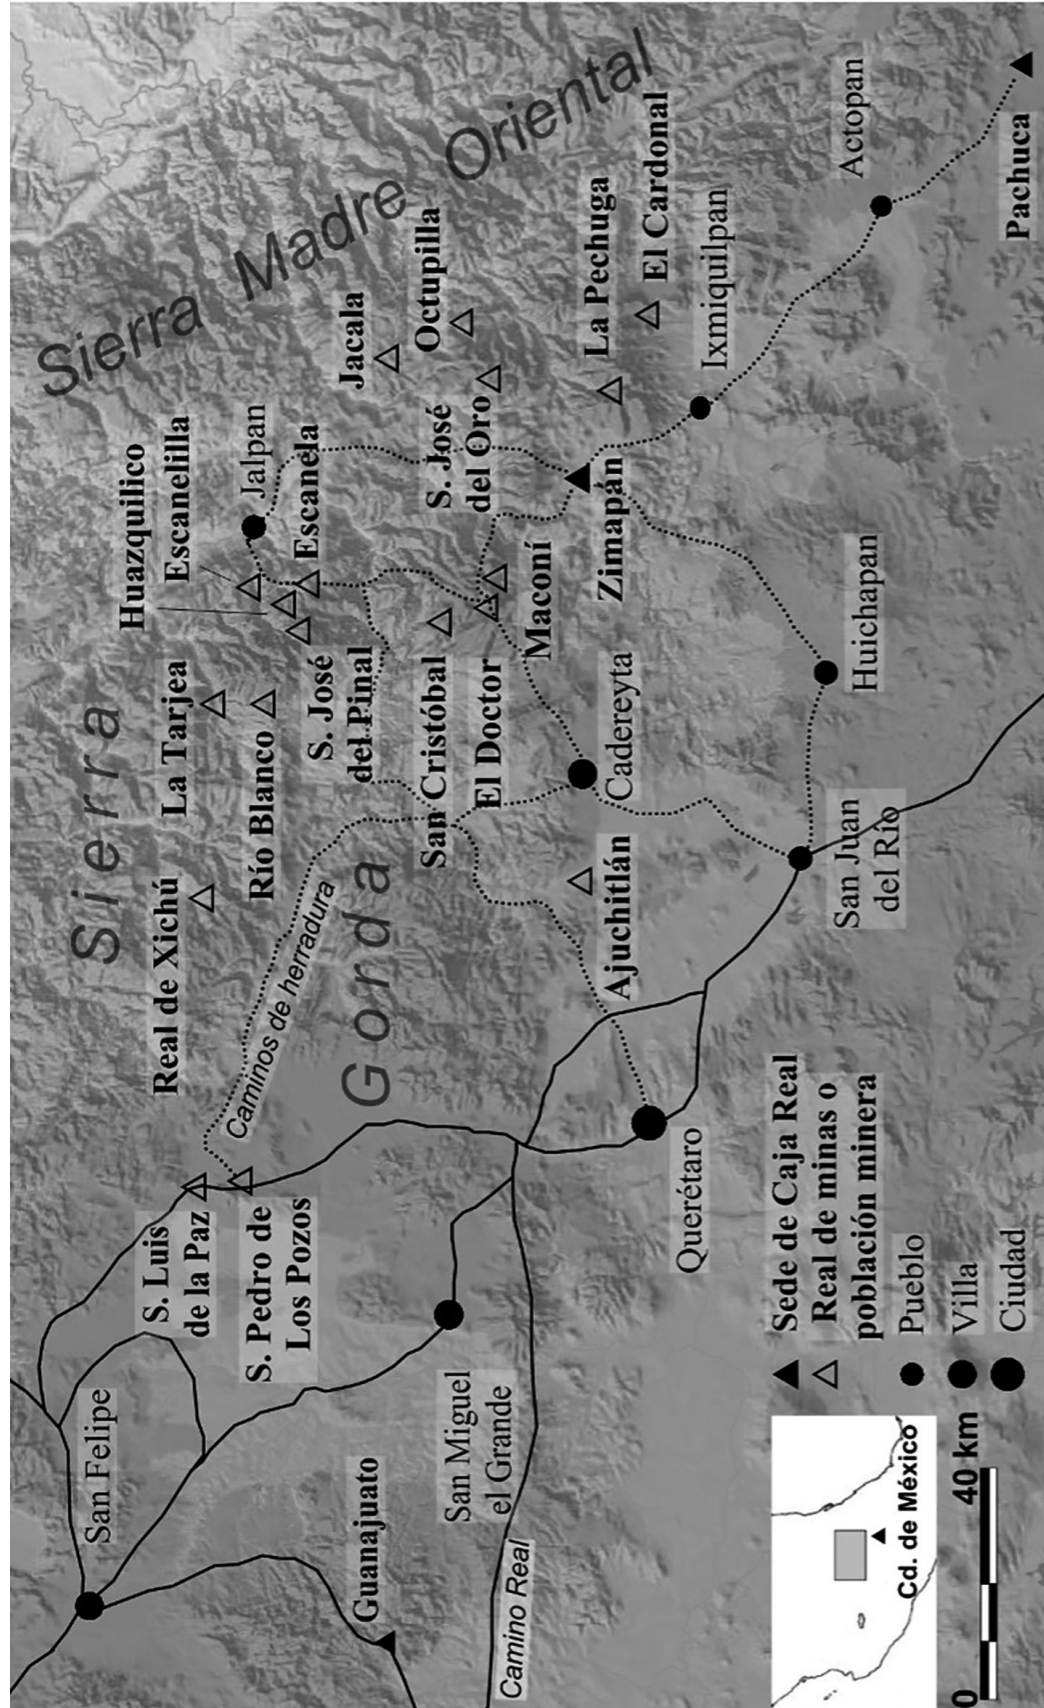 Sierra Madre Oriental
Sierra
Gorda
San Felipe
Guanajuato
San Miguel
el Grande
Camino Real
S. Luis
de la Paz
S. Pedro de
Los Pozos
Caminos de herradura
Real de Xichú
La Tarjea
Río Blanco
Huazquilico
Escanelilla
Jalpan
Escanela
S. José
del Pinal
San Cristóbal
El Doctor
Maconí
Jacala
Octupilla
S. José
del Oro
La Pechuga
El Cardonal
Zimapán
Ixmiquilpan
Actopan
Pachuca
Cadereyta
Ajuchitlán
Querétaro
San Juan
del Río
Huichapan
Sede de Caja Real
Real de minas o
población minera
Pueblo
Villa
Ciudad
Cd. de México
0 40 km